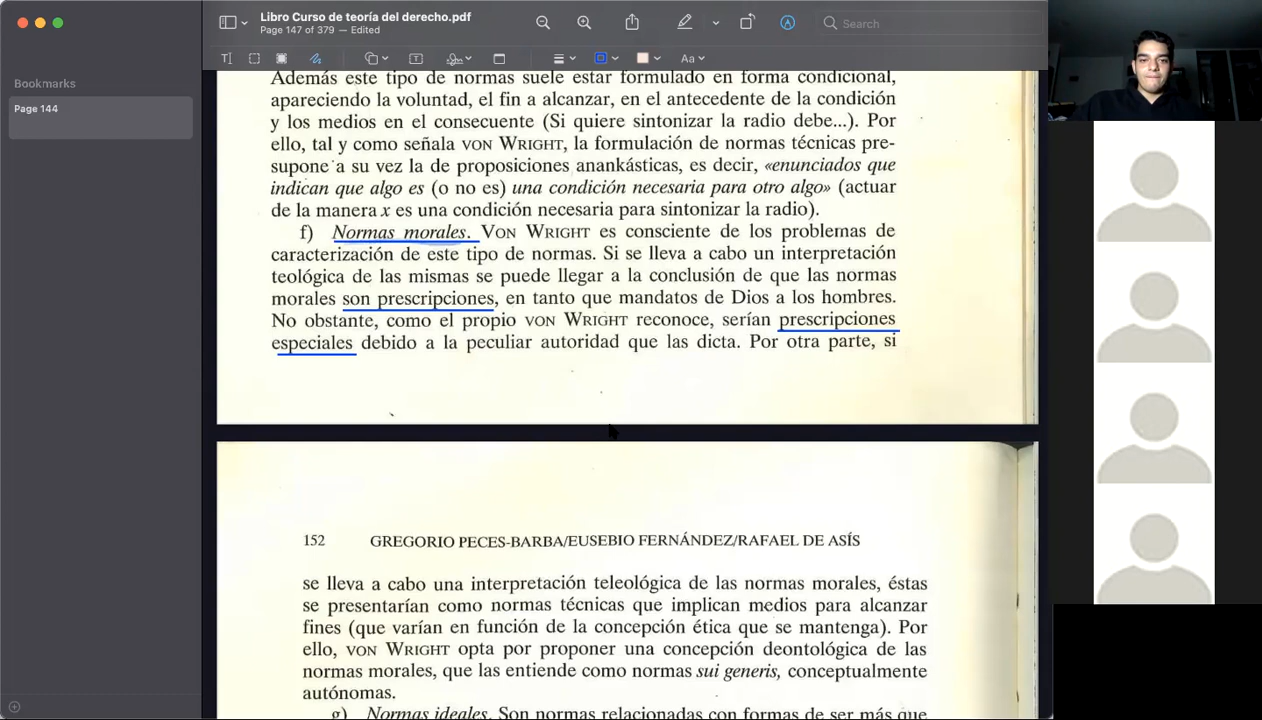 Libro Curso de teoría del derecho.pdf
Page 147 of 379 — Edited
Search
Aa
Bookmarks
Page 144
Además este tipo de normas suele estar formulado en forma condicional,
apareciendo la voluntad, el fin a alcanzar, en el antecedente de la condición
y los medios en el consecuente (Si quiere sintonizar la radio debe...). Por
ello, tal y como señala VON WRIGHT, la formulación de normas técnicas pre-
supone a su vez la de proposiciones anankásticas, es decir, «enunciados que
indican que algo es (o no es) una condición necesaria para otro algo» (actuar
de la manera x es una condición necesaria para sintonizar la radio).
f) Normas morales. VON WRIGHT es consciente de los problemas de
caracterización de este tipo de normas. Si se lleva a cabo un interpretación
teológica de las mismas se puede llegar a la conclusión de que las normas
morales son prescripciones, en tanto que mandatos de Dios a los hombres.
No obstante, como el propio VON WRIGHT reconoce, serían prescripciones
especiales debido a la peculiar autoridad que las dicta. Por otra parte, si
152 GREGORIO PECES-BARBA/EUSEBIO FERNÁNDEZ/RAFAEL DE ASÍS
se lleva a cabo una interpretación teleológica de las normas morales, éstas
se presentarían como normas técnicas que implican medios para alcanzar
fines (que varían en función de la concepción ética que se mantenga). Por
ello, VON WRIGHT opta por proponer una concepción deontológica de las
normas morales, que las entiende como normas sui generis, conceptualmente
autónomas.
g) Normas ideales. Son normas relacionadas con formas de ser más que